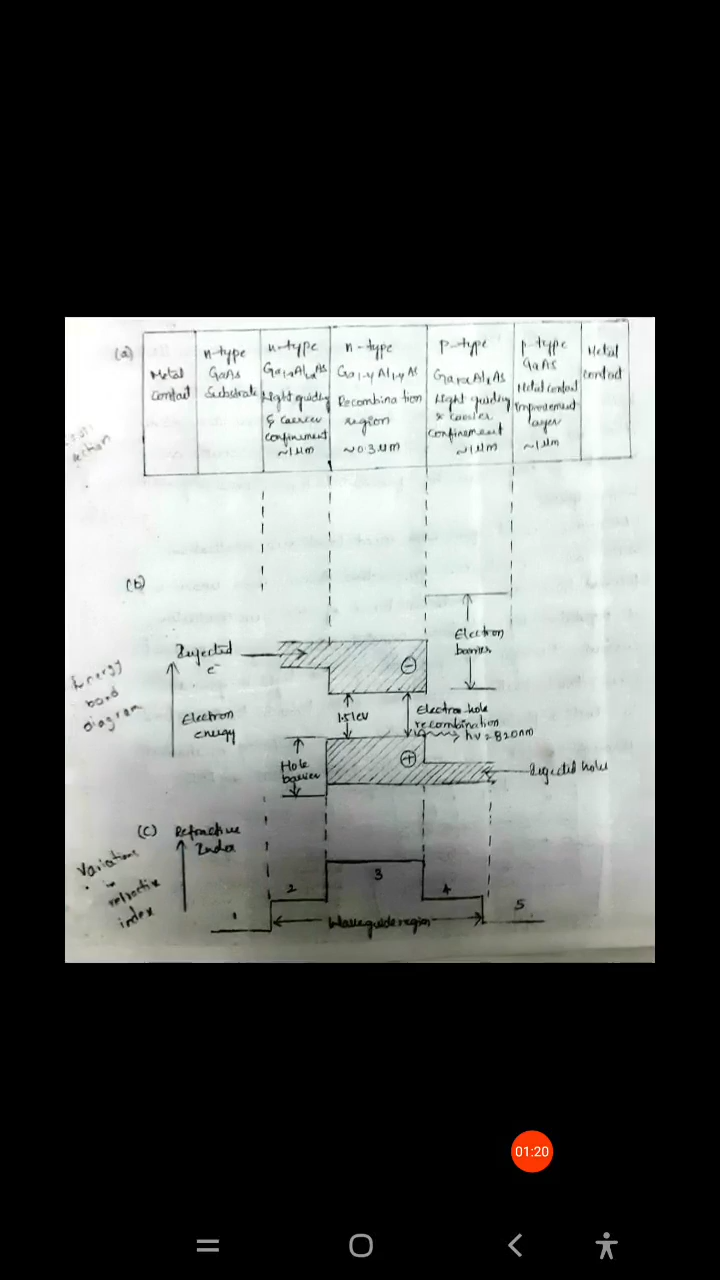 (a)
Metal
contact
n-type
GaAs
Substrate
n-type
Ga1-xAlxAs
Light guiding
& carrier
confinement
~1μm
n-type
Ga1-yAl1-yAs
Recombination
region
~0.3μm
p-type
Ga1-xAlxAs
Light guiding
& carrier
confinement
~1μm
p-type
GaAs
Metal contact
improvement
layer
~1μm
Metal
contact
(b)
Energy
band
diagram
Injected
e-
Electron
energy
1.51ev
Hole
barrier
Electron
barrier
Electron-hole
recombination
hv = 820nm
Injected holes
(C) Refractive
Index
Variations
in
refractive
index
1
2
3
4
5
Waveguide region
01:20